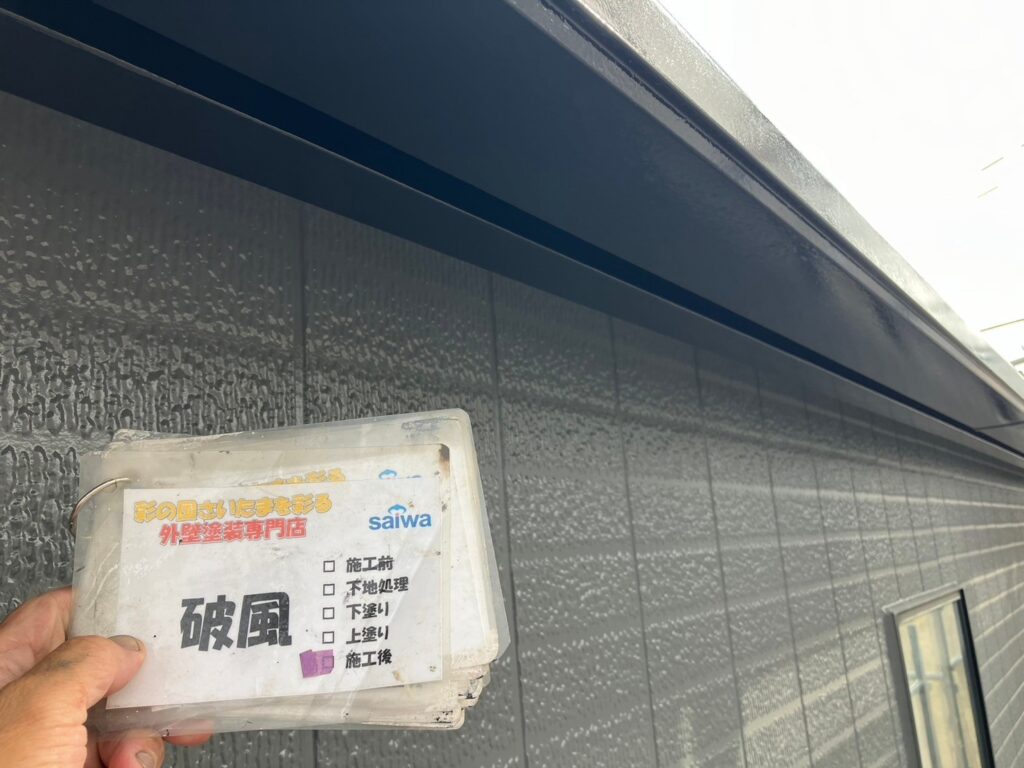 彩の国さいたまを彩る
外壁塗装専門店
saiwa
破風
□ 施工前
□ 下地処理
□ 下塗り
□ 上塗り
□ 施工後